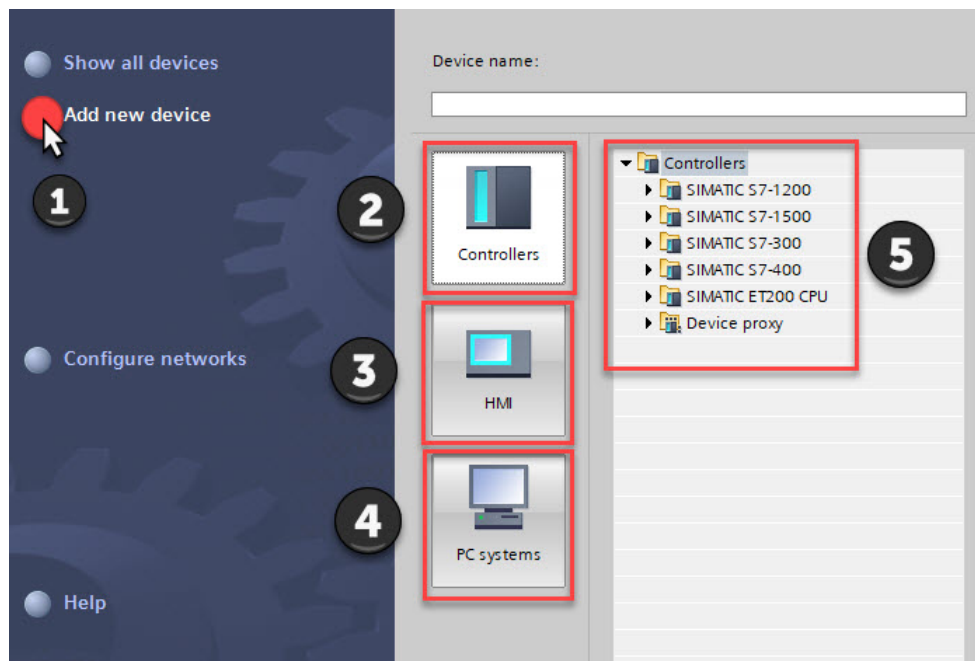 Show all devices
Add new device
1
Configure networks
Help
Device name:
2
Controllers
3
HMI
4
PC systems
Controllers
SIMATIC S7-1200
SIMATIC S7-1500
SIMATIC S7-300
SIMATIC S7-400
SIMATIC ET200 CPU
Device proxy
5